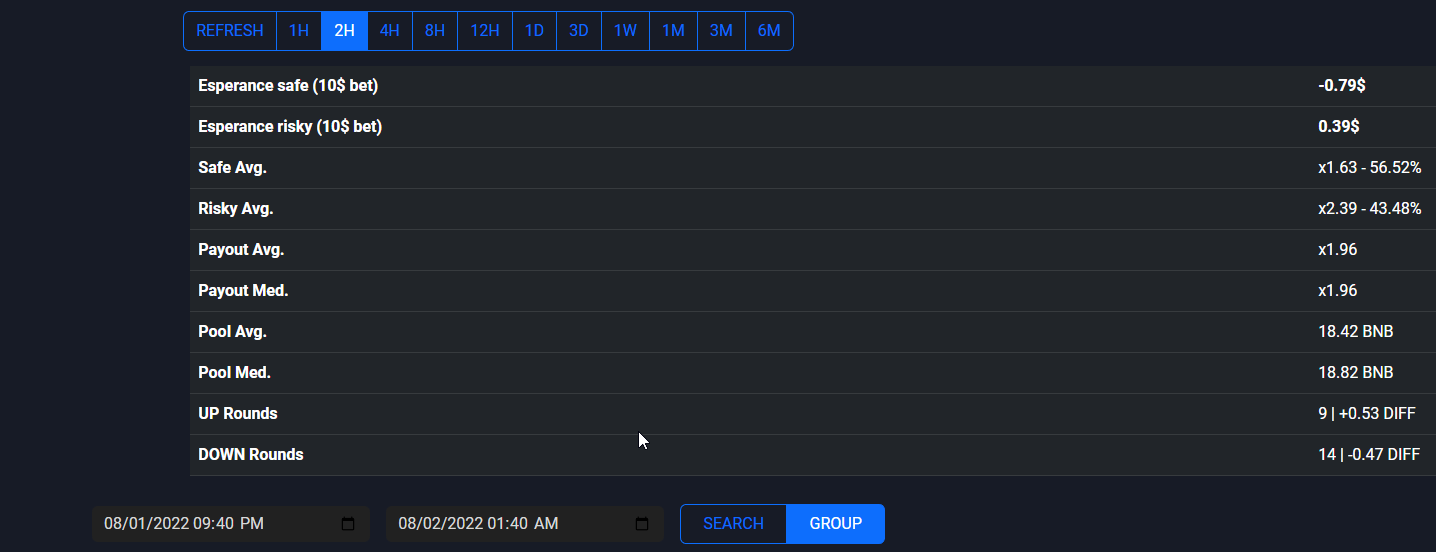 REFRESH 1H 2H 4H 8H 12H 1D 3D 1W 1M 3M 6M
Esperance safe (10$ bet) -0.79$
Esperance risky (10$ bet) 0.39$
Safe Avg. x1.63 - 56.52%
Risky Avg. x2.39 - 43.48%
Payout Avg. x1.96
Payout Med. x1.96
Pool Avg. 18.42 BNB
Pool Med. 18.82 BNB
UP Rounds 9 | +0.53 DIFF
DOWN Rounds 14 | -0.47 DIFF
08/01/2022 09:40 PM 08/02/2022 01:40 AM SEARCH GROUP